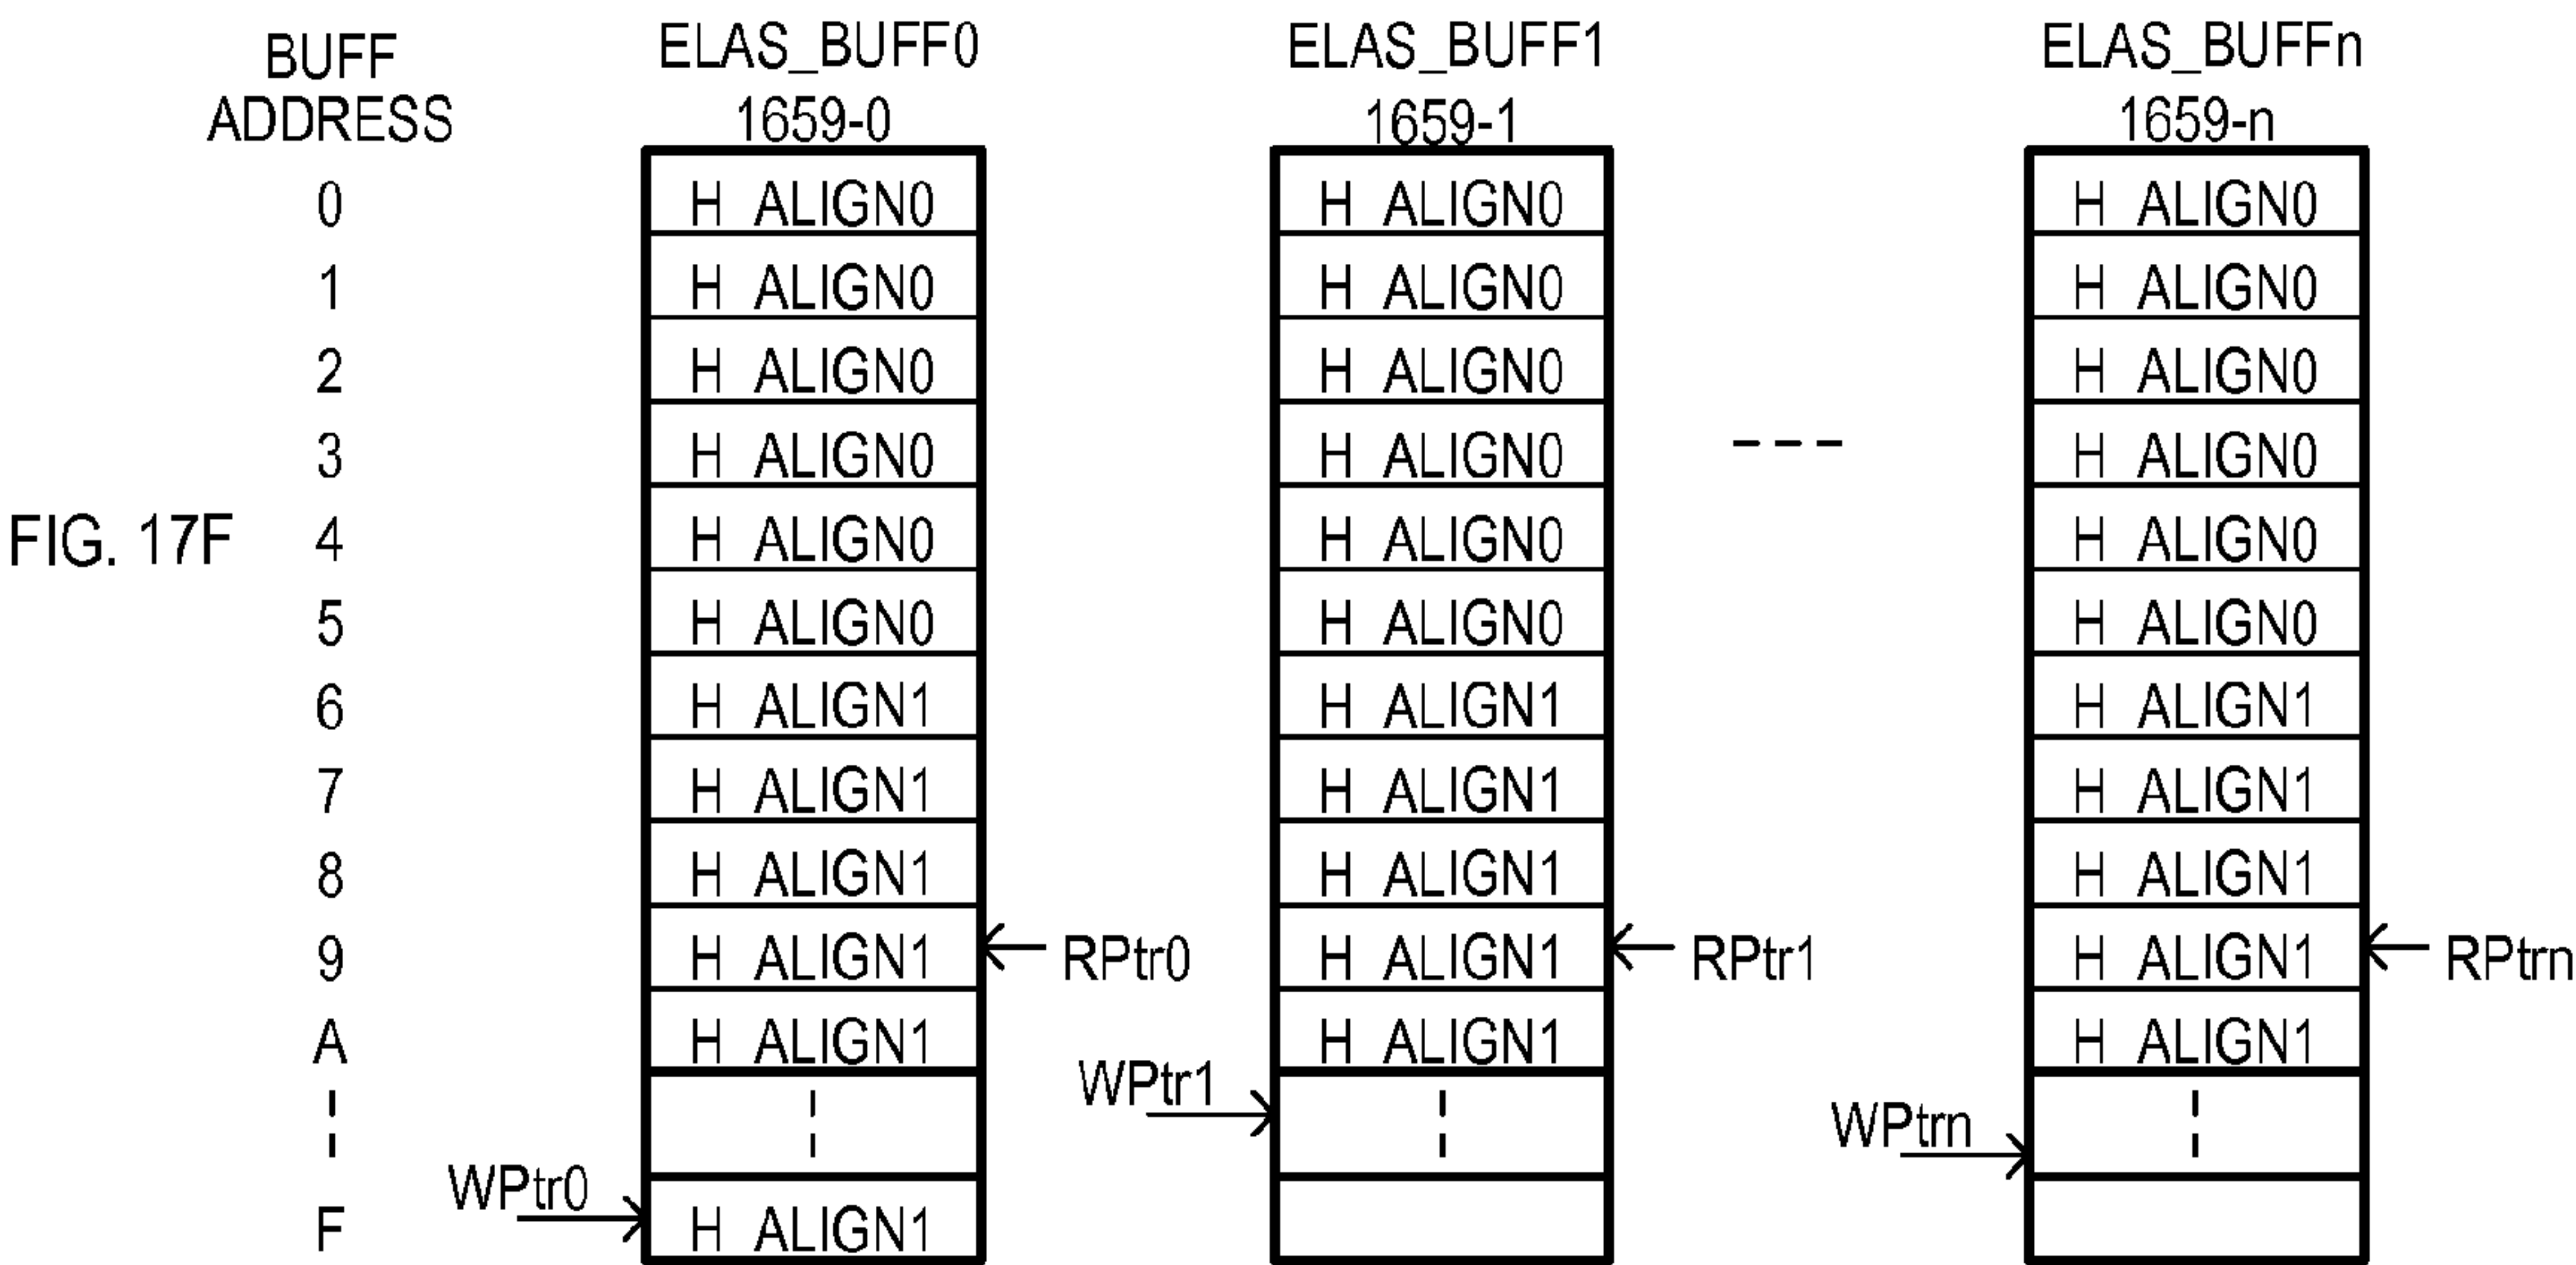 BUFF ADDRESS ELAS_BUFF0 ELAS_BUFF1 ELAS_BUFFn
1659-0 1659-1 1659-n
0 H ALIGN0 H ALIGN0 H ALIGN0
1 H ALIGN0 H ALIGN0 H ALIGN0
2 H ALIGN0 H ALIGN0 H ALIGN0
3 H ALIGN0 H ALIGN0 --- H ALIGN0
FIG. 17F 4 H ALIGN0 H ALIGN0 H ALIGN0
5 H ALIGN0 H ALIGN0 H ALIGN0
6 H ALIGN1 H ALIGN1 H ALIGN1
7 H ALIGN1 H ALIGN1 H ALIGN1
8 H ALIGN1 H ALIGN1 H ALIGN1
9 H ALIGN1 RPtr0 H ALIGN1 RPtr1 H ALIGN1 RPtrn
A H ALIGN1 H ALIGN1 H ALIGN1
WPtr1 WPtrn
WPtr0
F H ALIGN1